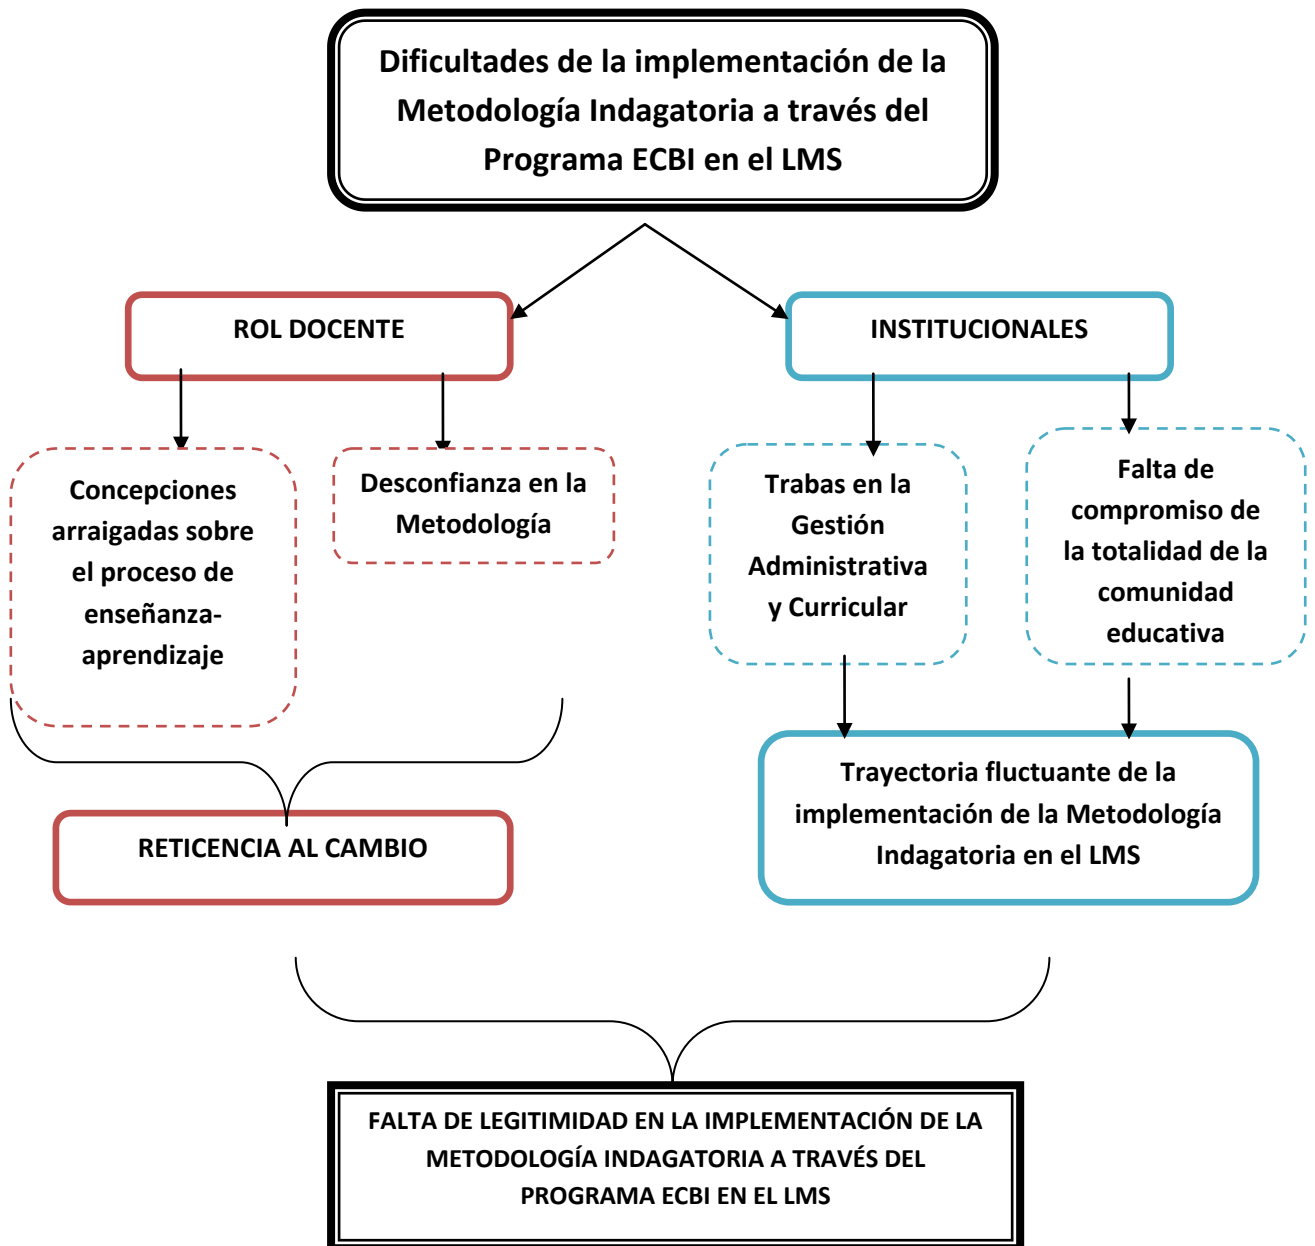 Dificultades de la implementación de la
Metodología Indagatoria a través del
Programa ECBI en el LMS
ROL DOCENTE
INSTITUCIONALES
Concepciones
arraigadas sobre
el proceso de
enseñanza-
aprendizaje
Desconfianza en la
Metodología
Trabas en la
Gestión
Administrativa
y Curricular
Falta de
compromiso de
la totalidad de la
comunidad
educativa
RETICENCIA AL CAMBIO
Trayectoria fluctuante de la
implementación de la Metodología
Indagatoria en el LMS
FALTA DE LEGITIMIDAD EN LA IMPLEMENTACIÓN DE LA
METODOLOGÍA INDAGATORIA A TRAVÉS DEL
PROGRAMA ECBI EN EL LMS